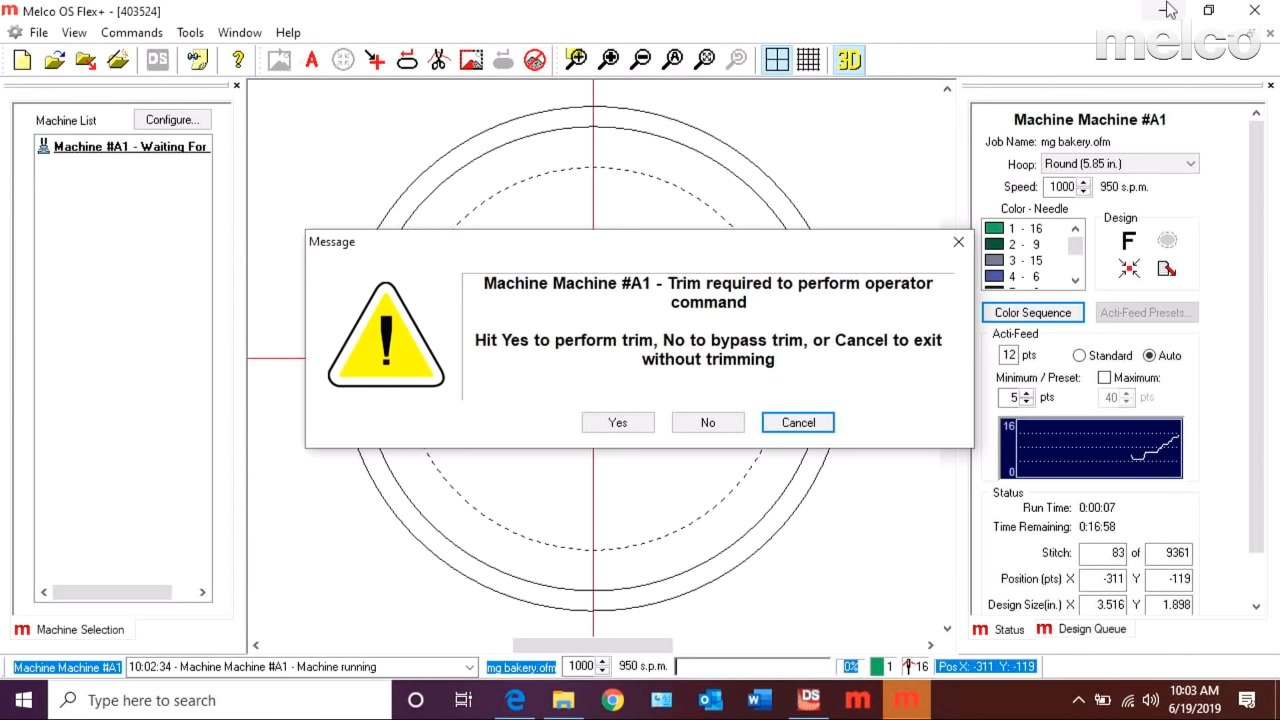 Melco OS Flex+ - [403524]
File View Commands Tools Window Help
melco
DS A ? A 3D
Machine List Configure...
Machine #A1 - Waiting For
Machine Selection
Message
Machine Machine #A1 - Trim required to perform operator
command
Hit Yes to perform trim, No to bypass trim, or Cancel to exit
without trimming
Yes No Cancel
Machine Machine #A1
Job Name: mg bakery.ofm
Hoop: Round (5.85 in.)
Speed: 1000 950 s.p.m.
Color - Needle
1 - 16
2 - 9
3 - 15
4 - 6
Design
F
Color Sequence Acti-Feed Presets...
Acti-Feed
12 pts Standard Auto
Minimum / Preset: Maximum:
5 pts 40 pts
16
0
Status
Run Time: 0:00:07
Time Remaining: 0:16:58
Stitch: 83 of 9361
Position (pts) X -311 Y -119
Design Size(in.) X 3.516 Y 1.898
m Status m Design Queue
Machine Machine #A1 10:02:34 - Machine Machine #A1 - Machine running mg bakery.ofm 1000 950 s.p.m. 0% 1 16 Pos X: -311 Y: -119
Type here to search
DS m m
10:03 AM
6/19/2019